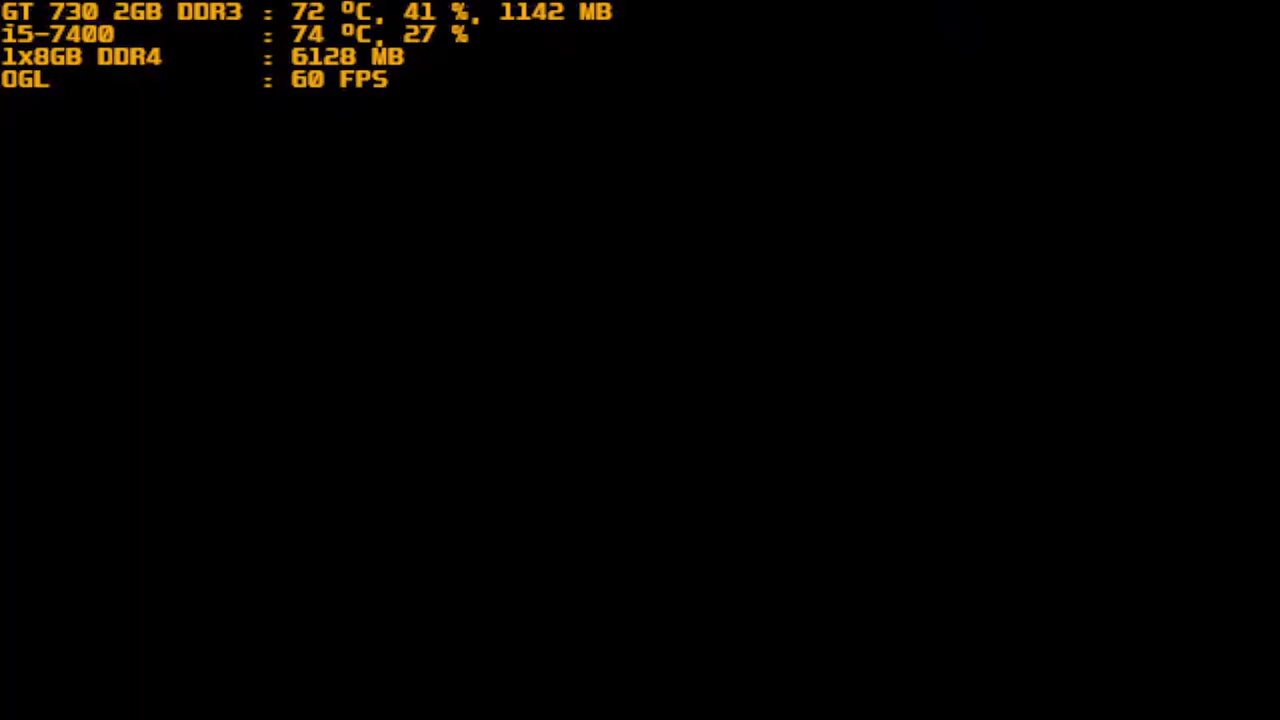 GT 730 2GB DDR3 : 72 ºC, 41 %, 1142 MB
i5-7400 : 74 ºC, 27 %
1x8GB DDR4 : 6128 MB
OGL : 60 FPS